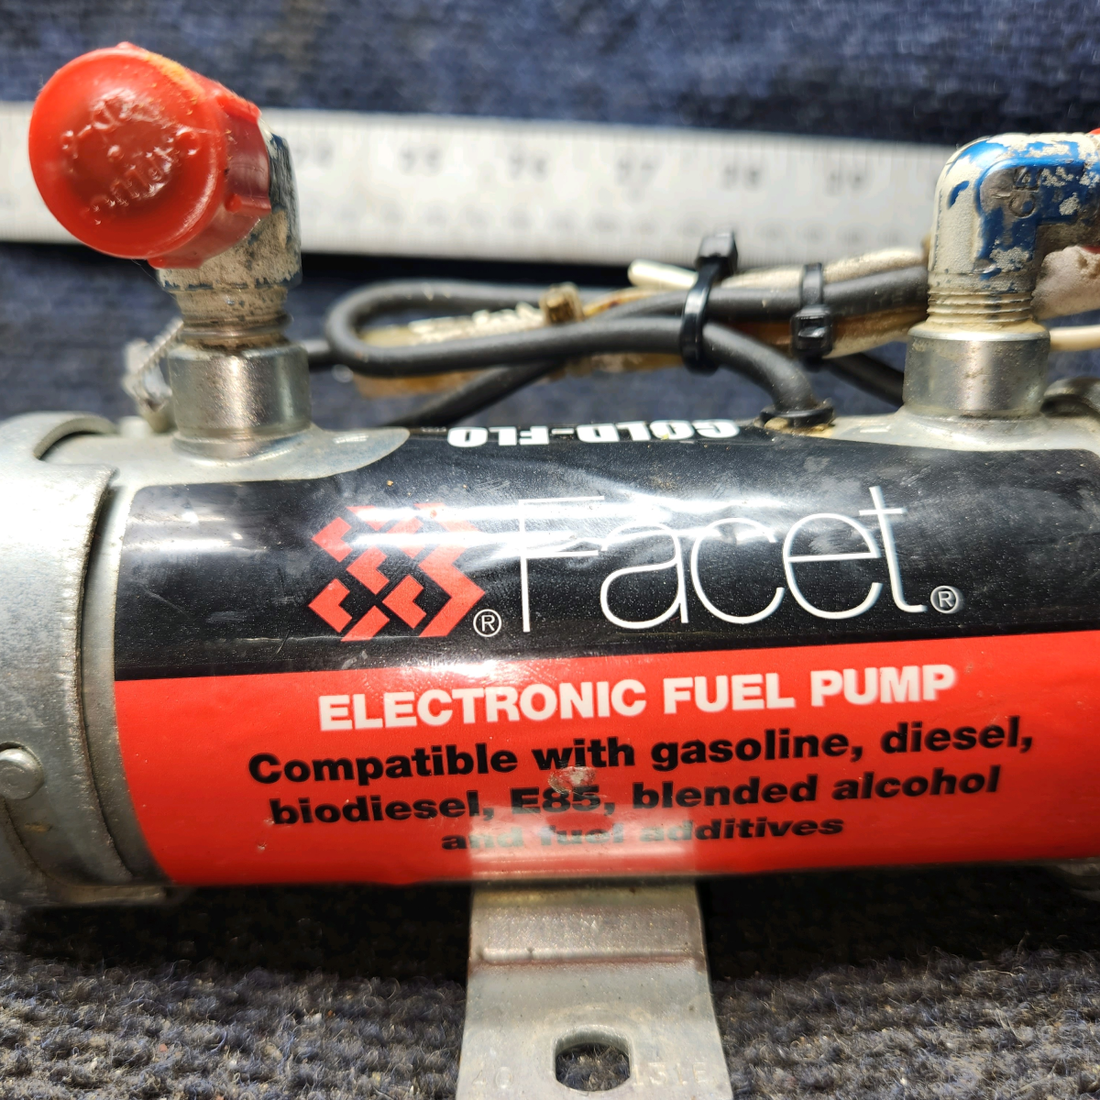 GOLD-FLO
Facet®
®
ELECTRONIC FUEL PUMP
Compatible with gasoline, diesel,
biodiesel, E85, blended alcohol
and fuel additives